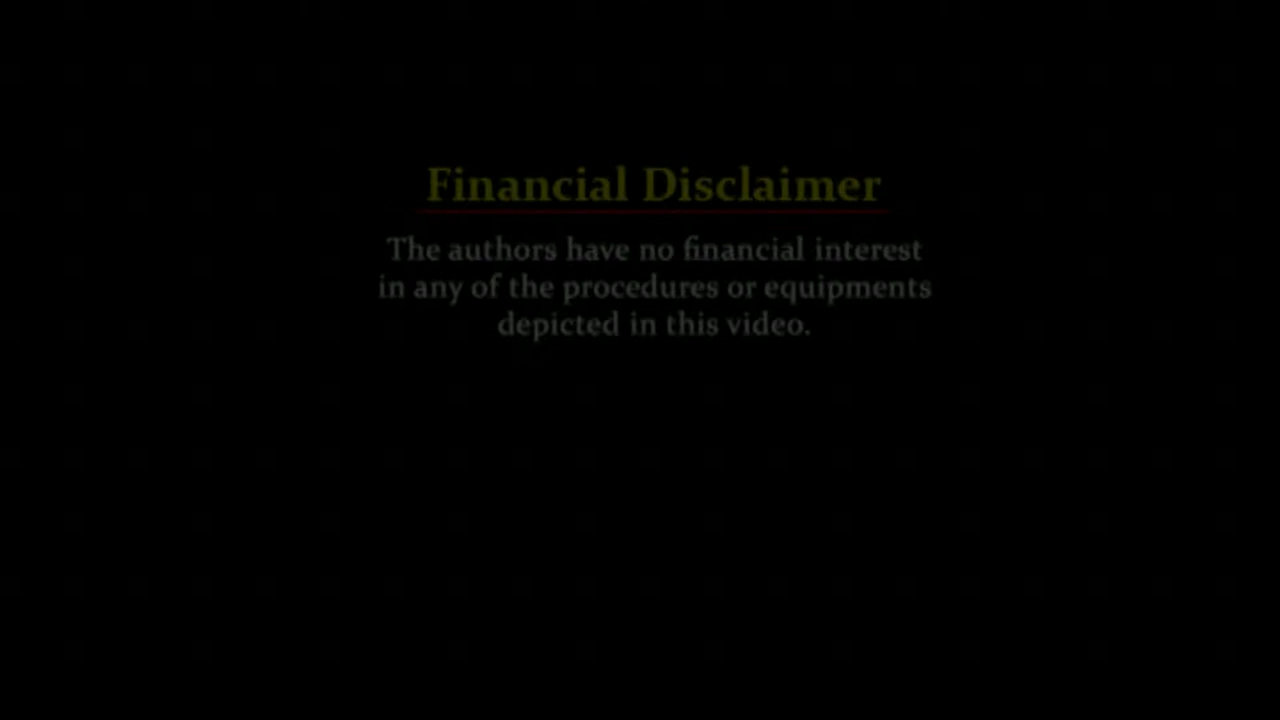 Financial Disclaimer
The authors have no financial interest
in any of the procedures or equipments
depicted in this video.